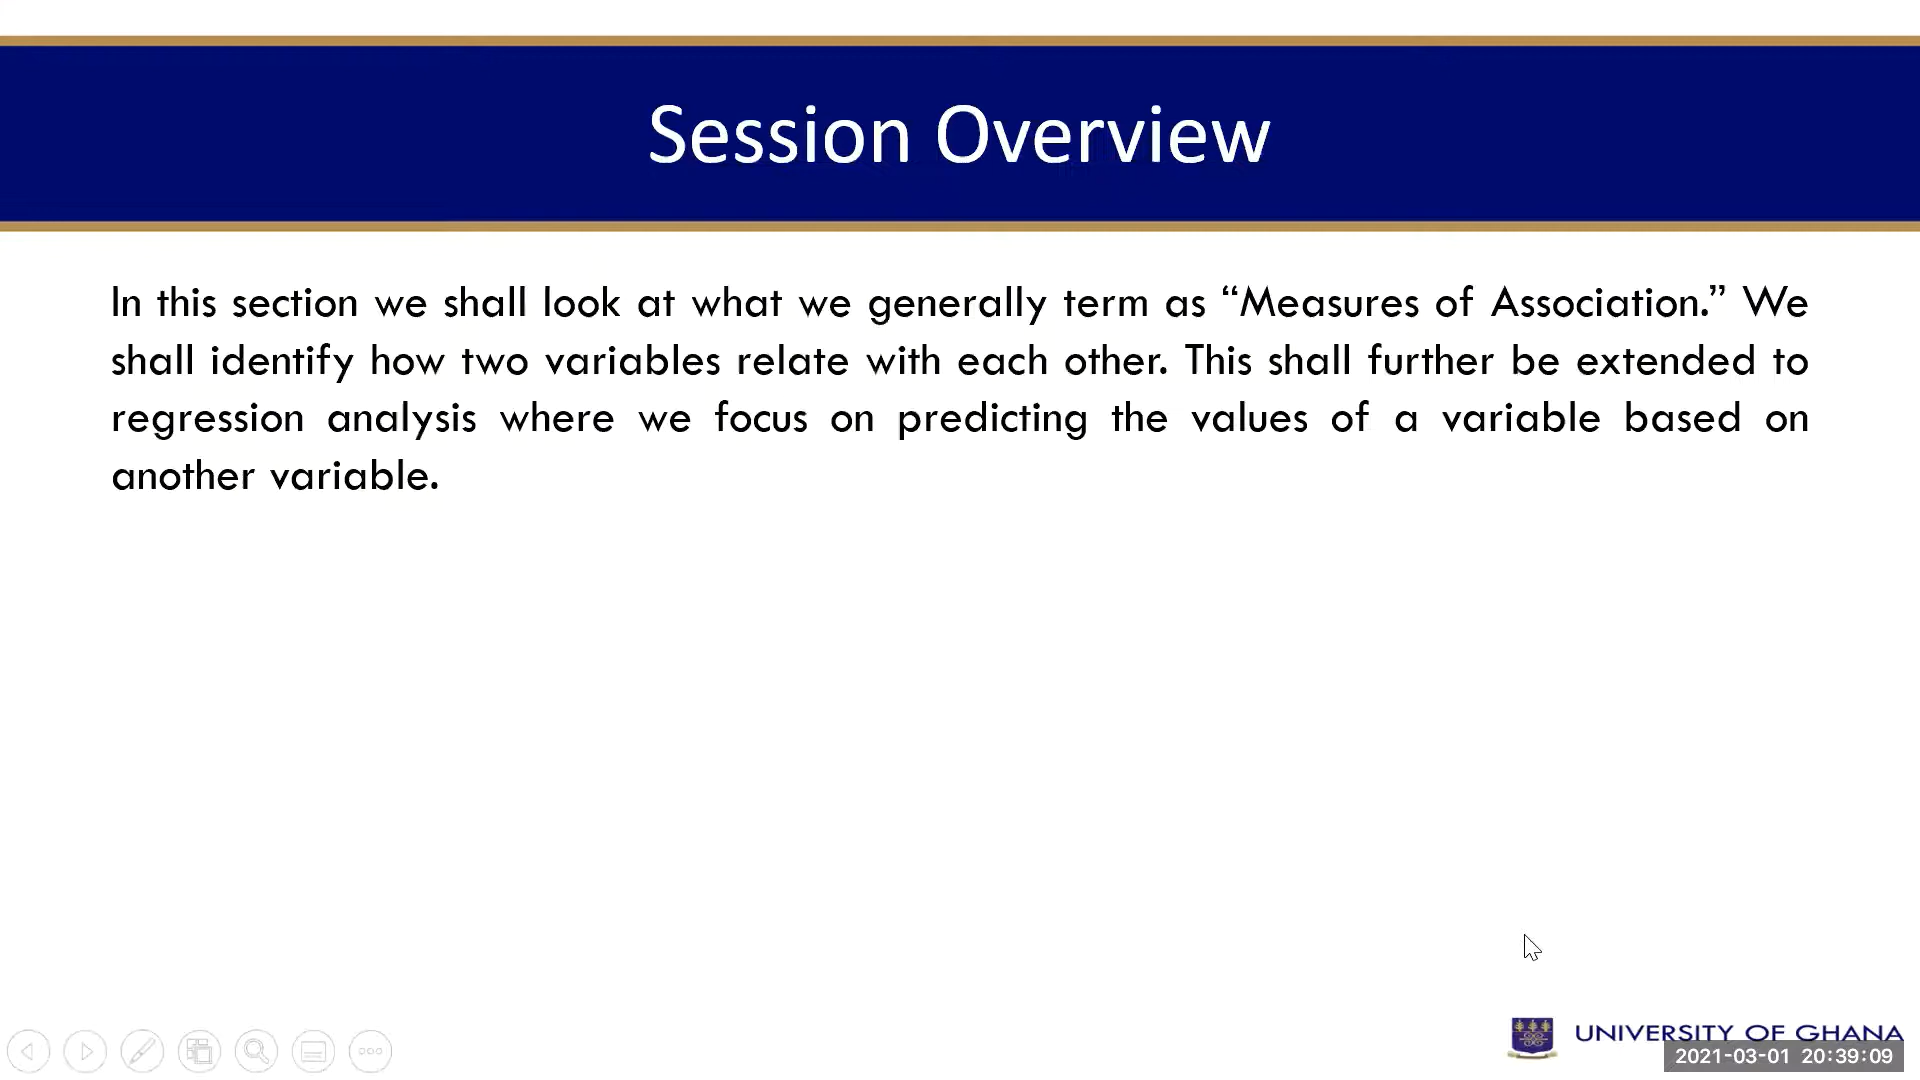 Session Overview
In this section we shall look at what we generally term as “Measures of Association.” We
shall identify how two variables relate with each other. This shall further be extended to
regression analysis where we focus on predicting the values of a variable based on
another variable.
UNIVERSITY OF GHANA
2021-03-01 20:39:09